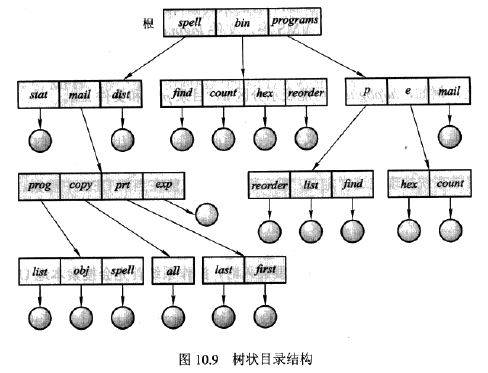 根 spell bin programs
stat mail dist find count hex reorder p e mail
prog copy prt exp reorder list find hex count
list obj spell all last first
图 10.9 树状目录结构